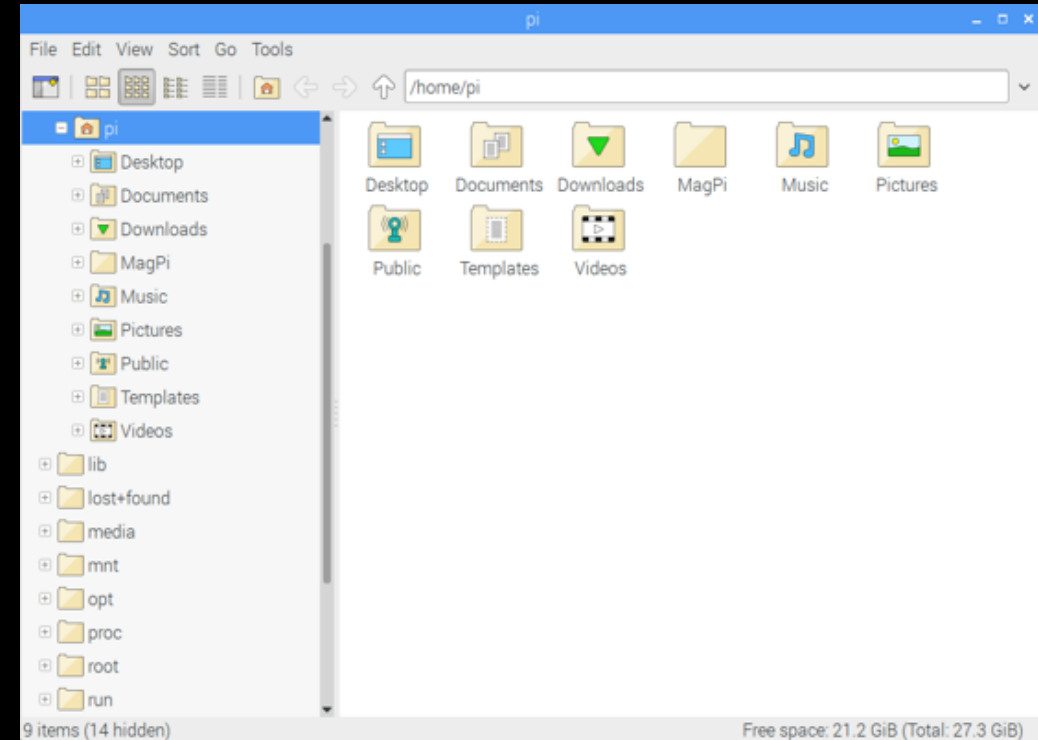 pi
File Edit View Sort Go Tools
/home/pi
pi
Desktop
Documents
Downloads
MagPi
Music
Pictures
Public
Templates
Videos
lib
lost+found
media
mnt
opt
proc
root
run
Desktop Documents Downloads MagPi Music Pictures
Public Templates Videos
9 items (14 hidden)
Free space: 21.2 GiB (Total: 27.3 GiB)